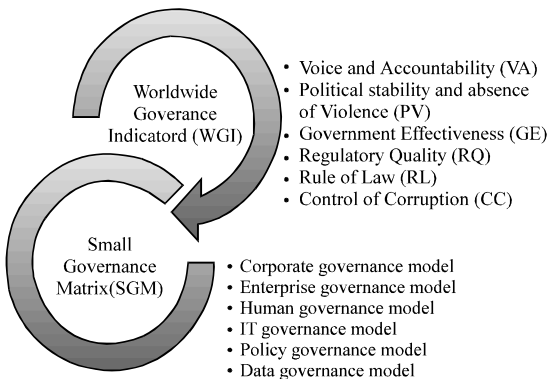 Worldwide
Goverance
Indicatord (WGI)
• Voice and Accountability (VA)
• Political stability and absence
of Violence (PV)
• Government Effectiveness (GE)
• Regulatory Quality (RQ)
• Rule of Law (RL)
• Control of Corruption (CC)
Small
Governance
Matrix(SGM)
• Corporate governance model
• Enterprise governance model
• Human governance model
• IT governance model
• Policy governance model
• Data governance model